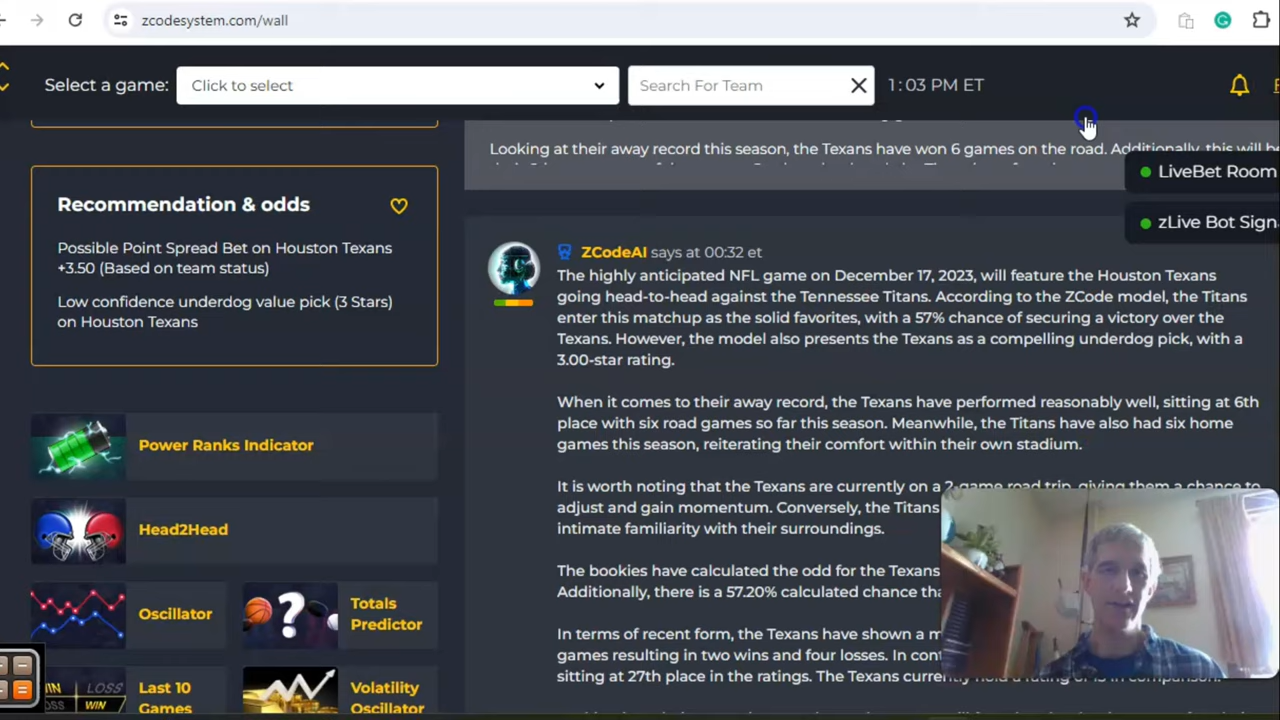 zcodesystem.com/wall
Select a game:
Click to select
Search For Team
1:03 PM ET
Looking at their away record this season, the Texans have won 6 games on the road. Additionally, this will be
LiveBet Room
zLive Bot Sign
Recommendation & odds
Possible Point Spread Bet on Houston Texans
+3.50 (Based on team status)
Low confidence underdog value pick (3 Stars)
on Houston Texans
Power Ranks Indicator
Head2Head
Oscillator
Totals
Predictor
WIN LOSS
LOSS WIN
Last 10
Games
Volatility
Oscillator
ZCodeAI says at 00:32 et
The highly anticipated NFL game on December 17, 2023, will feature the Houston Texans
going head-to-head against the Tennessee Titans. According to the ZCode model, the Titans
enter this matchup as the solid favorites, with a 57% chance of securing a victory over the
Texans. However, the model also presents the Texans as a compelling underdog pick, with a
3.00-star rating.
When it comes to their away record, the Texans have performed reasonably well, sitting at 6th
place with six road games so far this season. Meanwhile, the Titans have also had six home
games this season, reiterating their comfort within their own stadium.
It is worth noting that the Texans are currently on a 2-game road trip, giving them a chance to
adjust and gain momentum. Conversely, the Titans
intimate familiarity with their surroundings.
The bookies have calculated the odd for the Texans
Additionally, there is a 57.20% calculated chance tha
In terms of recent form, the Texans have shown a m
games resulting in two wins and four losses. In con
sitting at 27th place in the ratings. The Texans currently hold a rating of 15 in comparison.